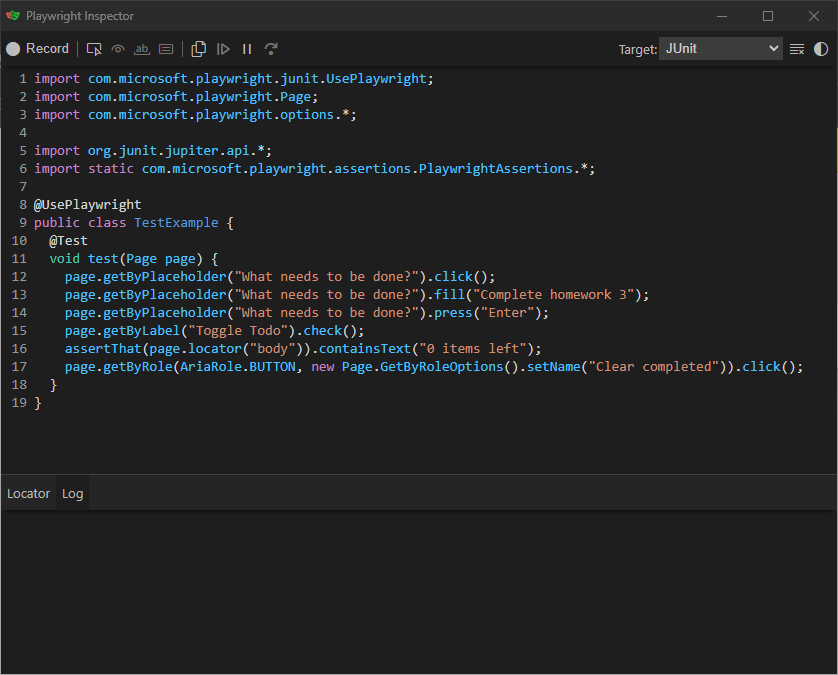 Playwright Inspector
Record
ab
Target: JUnit
1 import com.microsoft.playwright.junit.UsePlaywright;
2 import com.microsoft.playwright.Page;
3 import com.microsoft.playwright.options.*;
4
5 import org.junit.jupiter.api.*;
6 import static com.microsoft.playwright.assertions.PlaywrightAssertions.*;
7
8 @UsePlaywright
9 public class TestExample {
10   @Test
11   void test(Page page) {
12     page.getByPlaceholder("What needs to be done?").click();
13     page.getByPlaceholder("What needs to be done?").fill("Complete homework 3");
14     page.getByPlaceholder("What needs to be done?").press("Enter");
15     page.getByLabel("Toggle Todo").check();
16     assertThat(page.locator("body")).containsText("0 items left");
17     page.getByRole(AriaRole.BUTTON, new Page.GetByRoleOptions().setName("Clear completed")).click();
18   }
19 }
Locator Log